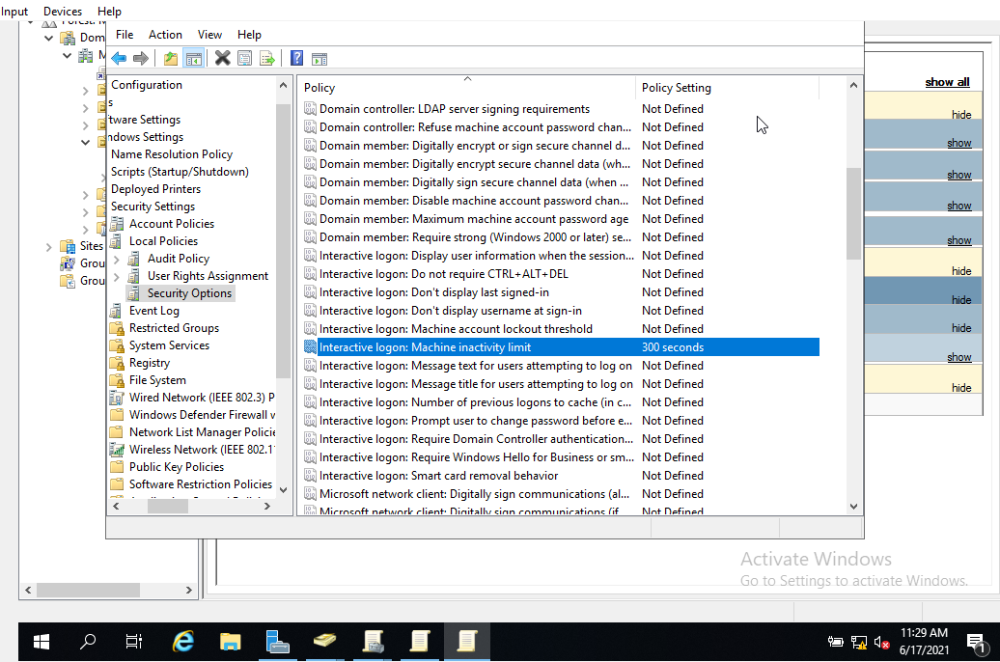 Input Devices Help
Dom
File Action View Help
show all
hide
show
show
show
show
hide
hide
hide
show
hide
Configuration
s
tware Settings
ndows Settings
Name Resolution Policy
Scripts (Startup/Shutdown)
Deployed Printers
Security Settings
Account Policies
Local Policies
Audit Policy
User Rights Assignment
Security Options
Event Log
Restricted Groups
System Services
Registry
File System
Wired Network (IEEE 802.3) P
Windows Defender Firewall w
Network List Manager Policie
Wireless Network (IEEE 802.11
Public Key Policies
Software Restriction Policies
Sites
Grou
Grou
Policy Policy Setting
Domain controller: LDAP server signing requirements Not Defined
Domain controller: Refuse machine account password chan... Not Defined
Domain member: Digitally encrypt or sign secure channel d... Not Defined
Domain member: Digitally encrypt secure channel data (wh... Not Defined
Domain member: Digitally sign secure channel data (when ... Not Defined
Domain member: Disable machine account password chan... Not Defined
Domain member: Maximum machine account password age Not Defined
Domain member: Require strong (Windows 2000 or later) se... Not Defined
Interactive logon: Display user information when the session... Not Defined
Interactive logon: Do not require CTRL+ALT+DEL Not Defined
Interactive logon: Don't display last signed-in Not Defined
Interactive logon: Don't display username at sign-in Not Defined
Interactive logon: Machine account lockout threshold Not Defined
Interactive logon: Machine inactivity limit 300 seconds
Interactive logon: Message text for users attempting to log on Not Defined
Interactive logon: Message title for users attempting to log on Not Defined
Interactive logon: Number of previous logons to cache (in c... Not Defined
Interactive logon: Prompt user to change password before e... Not Defined
Interactive logon: Require Domain Controller authentication... Not Defined
Interactive logon: Require Windows Hello for Business or sm... Not Defined
Interactive logon: Smart card removal behavior Not Defined
Microsoft network client: Digitally sign communications (al... Not Defined
Microsoft network client: Digitally sign communications (if Not Defined
Activate Windows
Go to Settings to activate Windows.
11:29 AM
6/17/2021
1